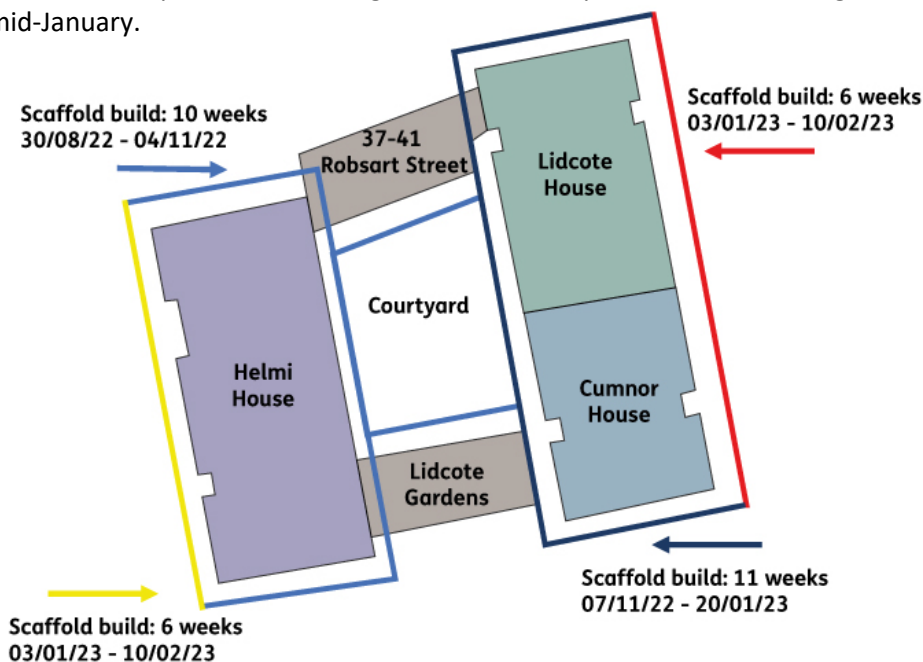 mid-January.
Scaffold build: 10 weeks
30/08/22 - 04/11/22
37-41
Robsart Street
Lidcote
House
Scaffold build: 6 weeks
03/01/23 - 10/02/23
Courtyard
Helmi
House
Cumnor
House
Lidcote
Gardens
Scaffold build: 11 weeks
07/11/22 - 20/01/23
Scaffold build: 6 weeks
03/01/23 - 10/02/23